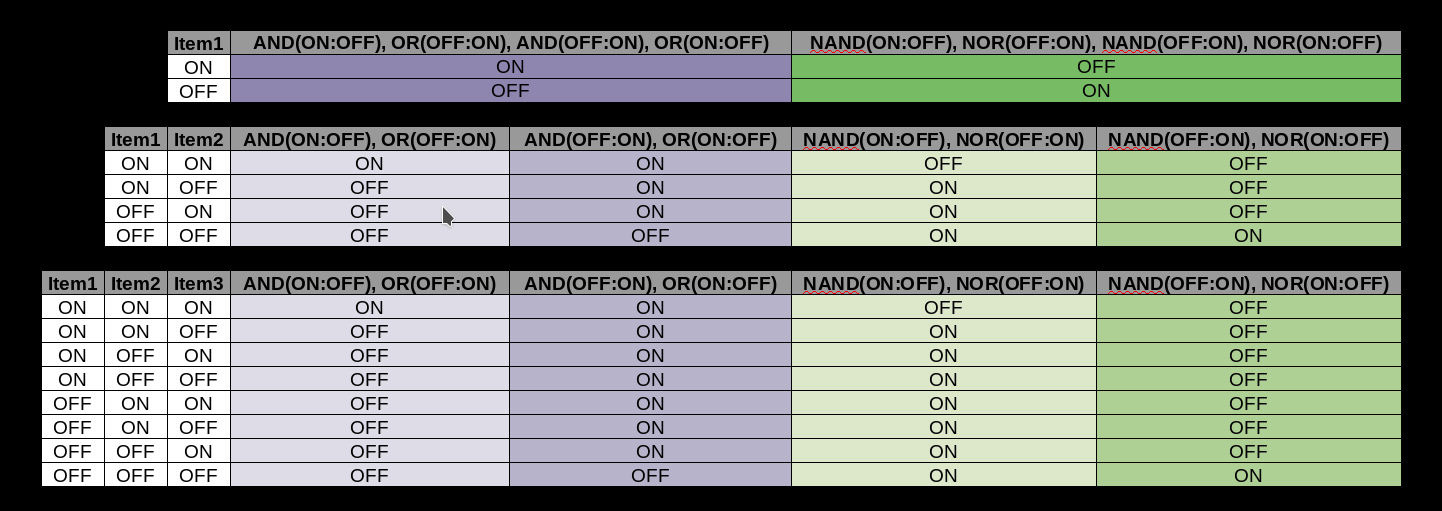 Item1 AND(ON:OFF), OR(OFF:ON), AND(OFF:ON), OR(ON:OFF) NAND(ON:OFF), NOR(OFF:ON), NAND(OFF:ON), NOR(ON:OFF)
ON ON OFF
OFF OFF ON
Item1 Item2 AND(ON:OFF), OR(OFF:ON) AND(OFF:ON), OR(ON:OFF) NAND(ON:OFF), NOR(OFF:ON) NAND(OFF:ON), NOR(ON:OFF)
ON ON ON ON OFF OFF
ON OFF OFF ON ON OFF
OFF ON OFF ON ON OFF
OFF OFF OFF OFF ON ON
Item1 Item2 Item3 AND(ON:OFF), OR(OFF:ON) AND(OFF:ON), OR(ON:OFF) NAND(ON:OFF), NOR(OFF:ON) NAND(OFF:ON), NOR(ON:OFF)
ON ON ON ON ON OFF OFF
ON ON OFF OFF ON ON OFF
ON OFF ON OFF ON ON OFF
ON OFF OFF OFF ON ON OFF
OFF ON ON OFF ON ON OFF
OFF ON OFF OFF ON ON OFF
OFF OFF ON OFF ON ON OFF
OFF OFF OFF OFF OFF ON ON